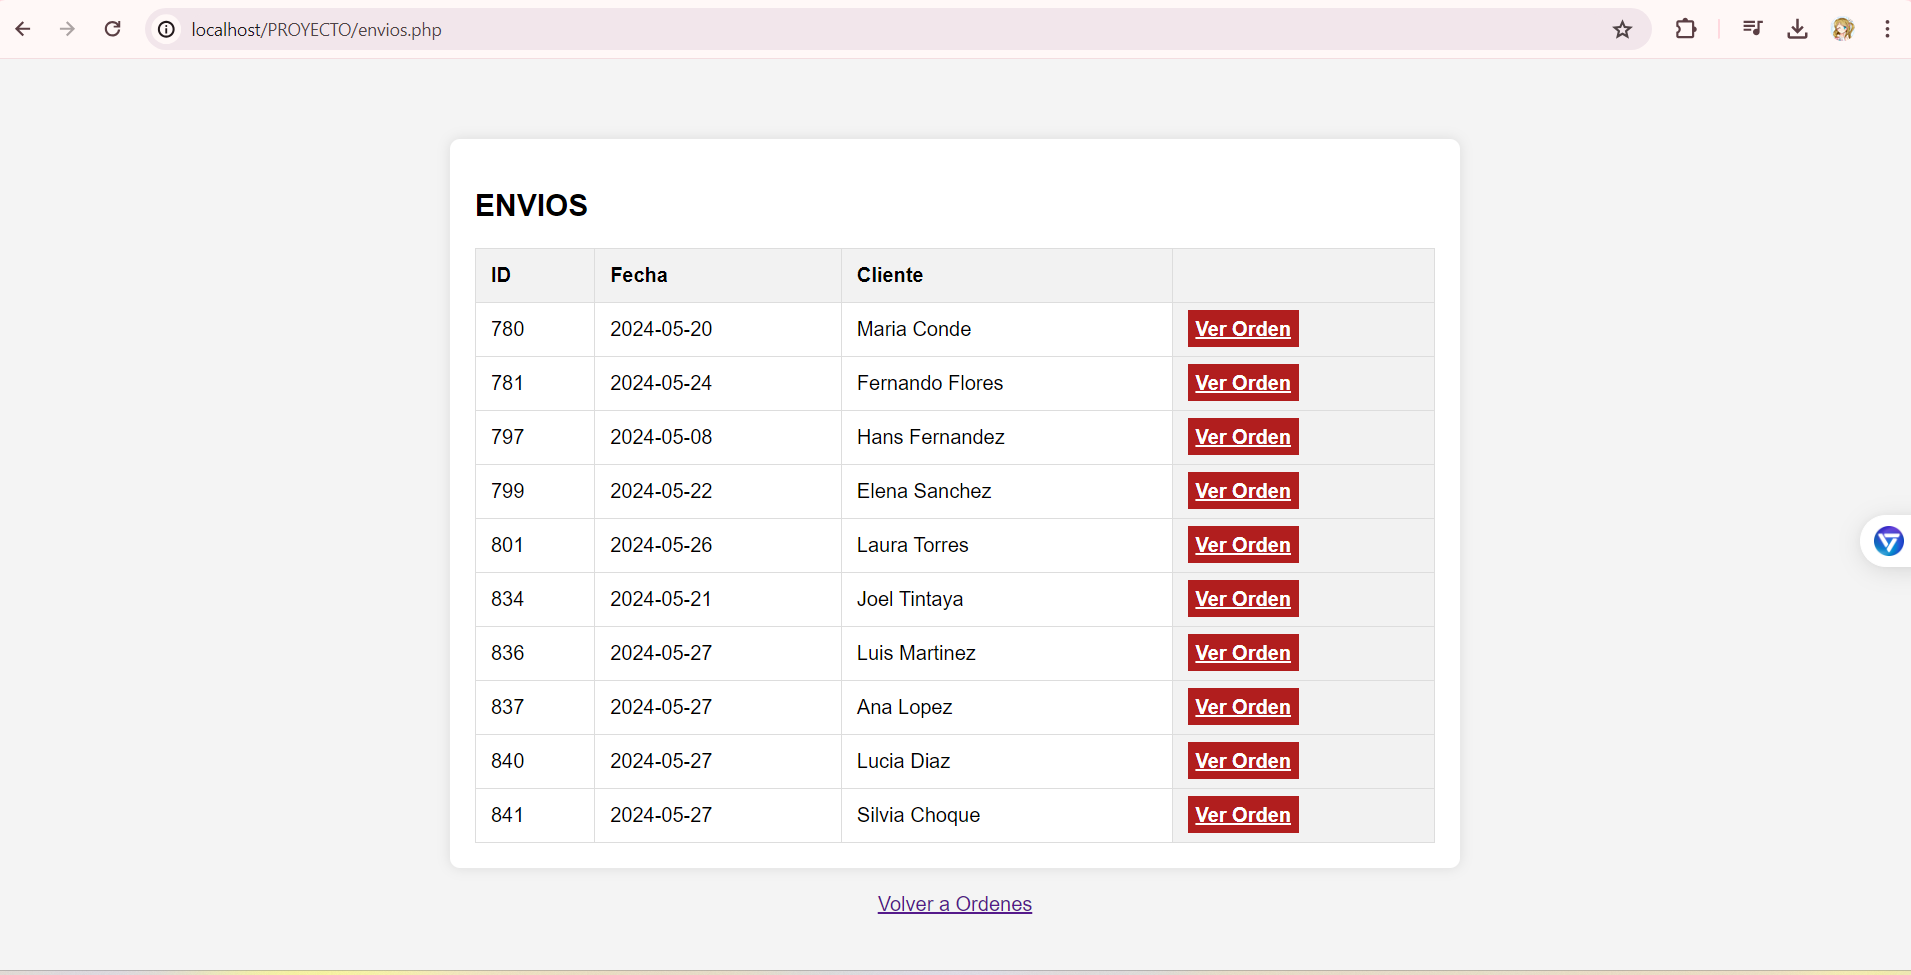 localhost/PROYECTO/envios.php
ENVIOS
ID Fecha Cliente
780 2024-05-20 Maria Conde Ver Orden
781 2024-05-24 Fernando Flores Ver Orden
797 2024-05-08 Hans Fernandez Ver Orden
799 2024-05-22 Elena Sanchez Ver Orden
801 2024-05-26 Laura Torres Ver Orden
834 2024-05-21 Joel Tintaya Ver Orden
836 2024-05-27 Luis Martinez Ver Orden
837 2024-05-27 Ana Lopez Ver Orden
840 2024-05-27 Lucia Diaz Ver Orden
841 2024-05-27 Silvia Choque Ver Orden
Volver a Ordenes